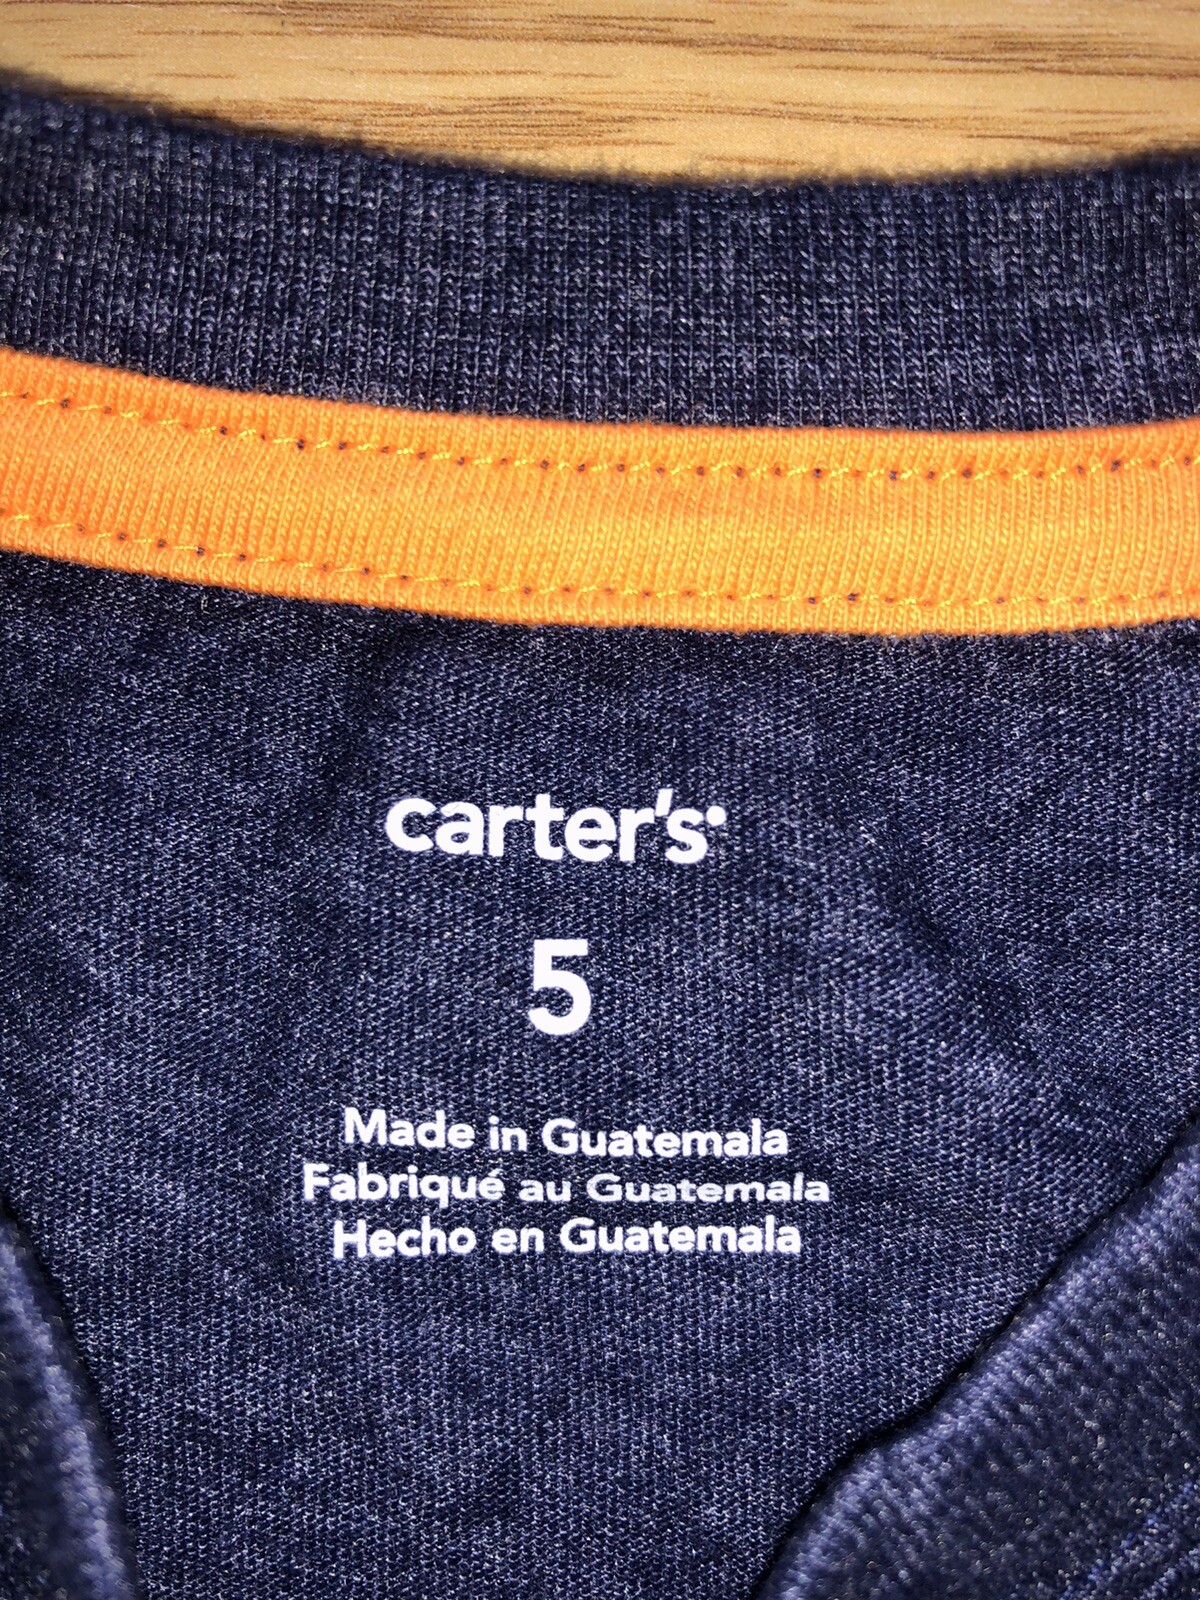 carter's
5
Made in Guatemala
Fabriqué au Guatemala
Hecho en Guatemala